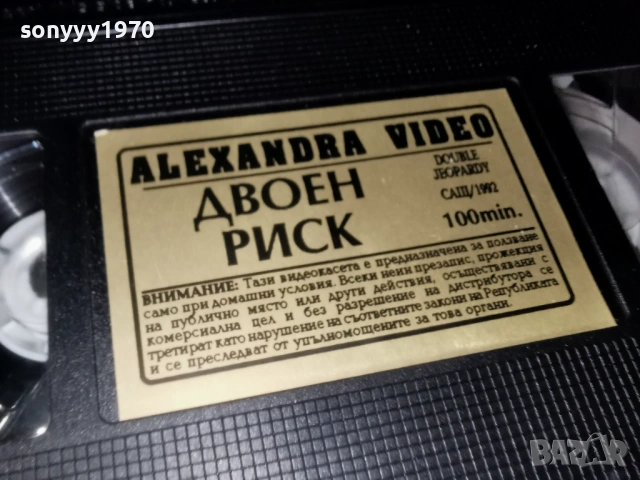 sonyyy1970
ALEXANDRA VIDEO
ДВОЕН
РИСК
DOUBLE
JEOPARDY
САЩ/1992
100min.
ВНИМАНИЕ: Тази видеокасета е предназначена за ползване
само при домашни условия. Всеки неин презапис, прожекция
на публично място или други действия, осъществявани с
комерсиална цел и без разрешение на дистрибутора се
третират като нарушение на съответните закони на Републиката
и се преследват от упълномощените за това органи.
BAZAR